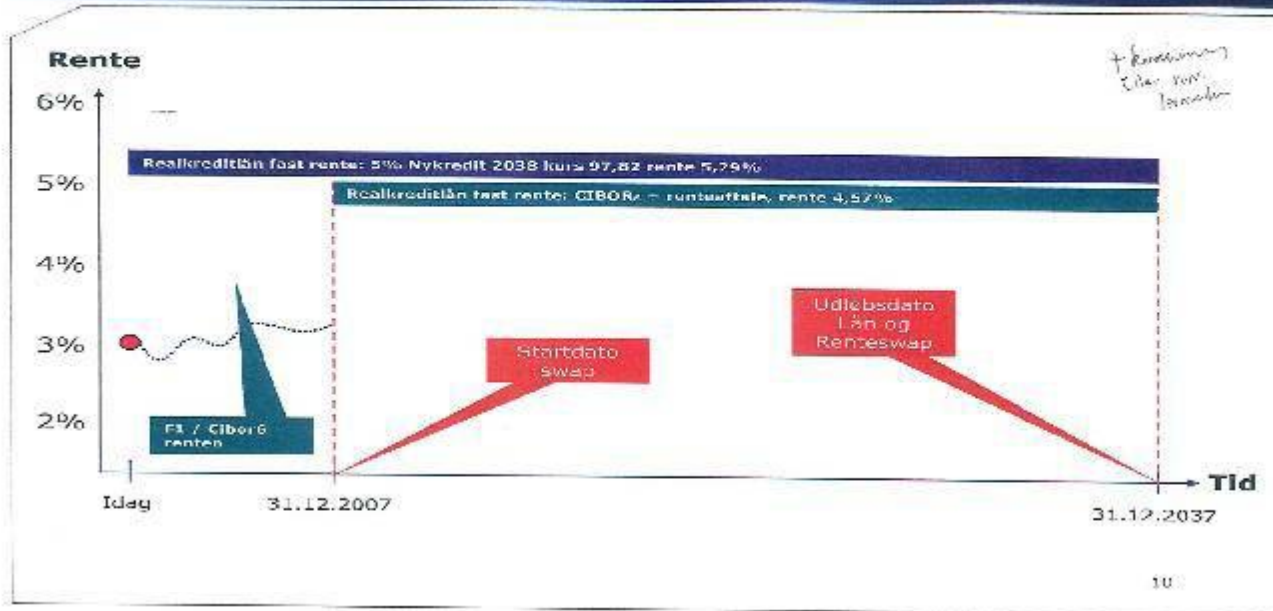 Rente
6%
Realkreditlån fast rente: 5% Nykredit 2038 kurs 97,82 rente 5,29%
5%
Realkreditlån fast rente: CIBOR6 - renteaftale, rente 4,57%
4%
3%
2%
Startdato
swap
Udløbsdato
Lån og
Renteswap
F1 / Cibor6
renten
Idag
31.12.2007
31.12.2037
Tid
10